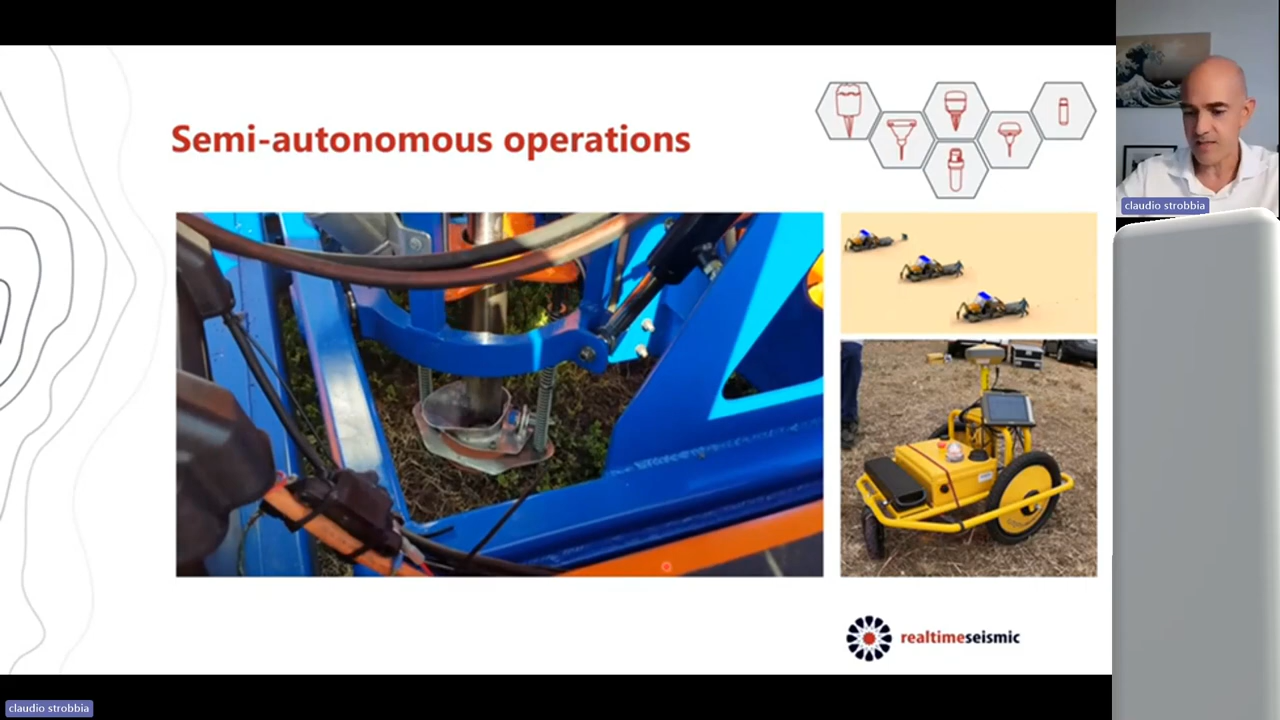 Semi-autonomous operations
claudio strobbia
realtimeseismic
claudio strobbia